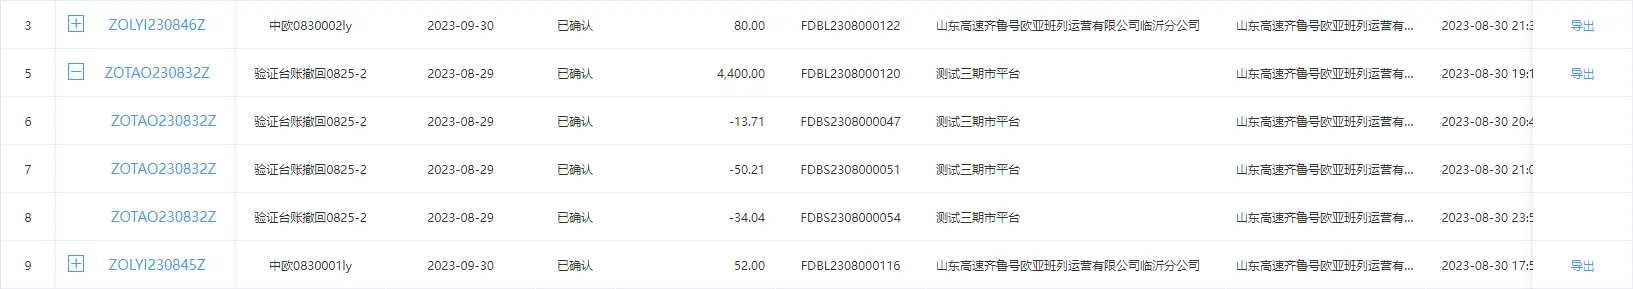 3 ZOLYI230846Z 中欧0830002ly 2023-09-30 已确认 80.00 FDBL2308000122 山东高速齐鲁号欧亚班列运营有限公司临沂分公司 山东高速齐鲁号欧亚班列运营有... 2023-08-30 21:3 导出
5 ZOTAO230832Z 验证台账撤回0825-2 2023-08-29 已确认 4,400.00 FDBL2308000120 测试三期市平台 山东高速齐鲁号欧亚班列运营有... 2023-08-30 19:1 导出
6 ZOTAO230832Z 验证台账撤回0825-2 2023-08-29 已确认 -13.71 FDBS2308000047 测试三期市平台 山东高速齐鲁号欧亚班列运营有... 2023-08-30 20:4
7 ZOTAO230832Z 验证台账撤回0825-2 2023-08-29 已确认 -50.21 FDBS2308000051 测试三期市平台 山东高速齐鲁号欧亚班列运营有... 2023-08-30 21:0
8 ZOTAO230832Z 验证台账撤回0825-2 2023-08-29 已确认 -34.04 FDBS2308000054 测试三期市平台 山东高速齐鲁号欧亚班列运营有... 2023-08-30 23:5
9 ZOLYI230845Z 中欧0830001ly 2023-09-30 已确认 52.00 FDBL2308000116 山东高速齐鲁号欧亚班列运营有限公司临沂分公司 山东高速齐鲁号欧亚班列运营有... 2023-08-30 17:5 导出